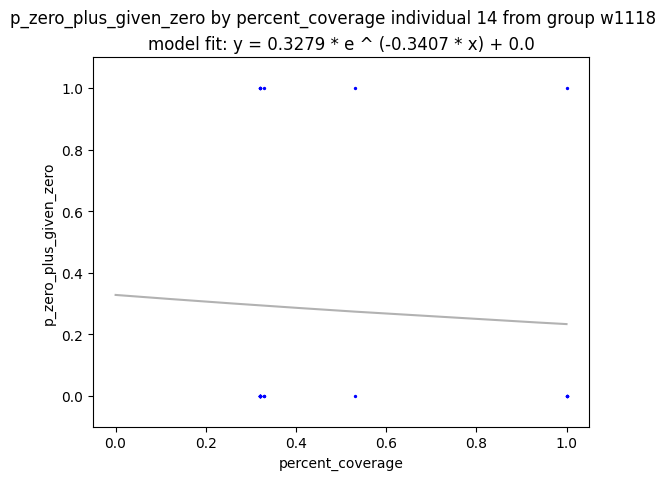 p_zero_plus_given_zero by percent_coverage individual 14 from group w1118
model fit: y = 0.3279 * e ^ (-0.3407 * x) + 0.0
p_zero_plus_given_zero
1.0
0.8
0.6
0.4
0.2
0.0
0.0 0.2 0.4 0.6 0.8 1.0
percent_coverage